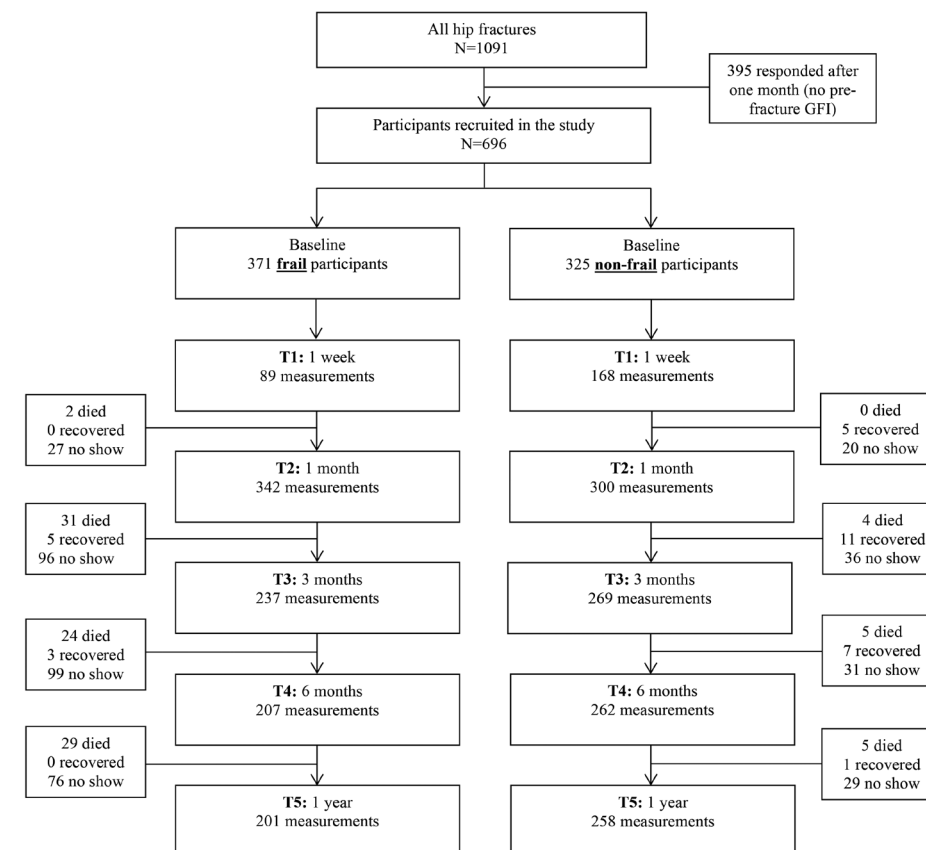 All hip fractures
N=1091
395 responded after
one month (no pre-
fracture GFI)
Participants recruited in the study
N=696
Baseline
371 frail participants
Baseline
325 non-frail participants
T1: 1 week
89 measurements
T1: 1 week
168 measurements
2 died
0 recovered
27 no show
0 died
5 recovered
20 no show
T2: 1 month
342 measurements
T2: 1 month
300 measurements
31 died
5 recovered
96 no show
4 died
11 recovered
36 no show
T3: 3 months
237 measurements
T3: 3 months
269 measurements
24 died
3 recovered
99 no show
5 died
7 recovered
31 no show
T4: 6 months
207 measurements
T4: 6 months
262 measurements
29 died
0 recovered
76 no show
5 died
1 recovered
29 no show
T5: 1 year
201 measurements
T5: 1 year
258 measurements